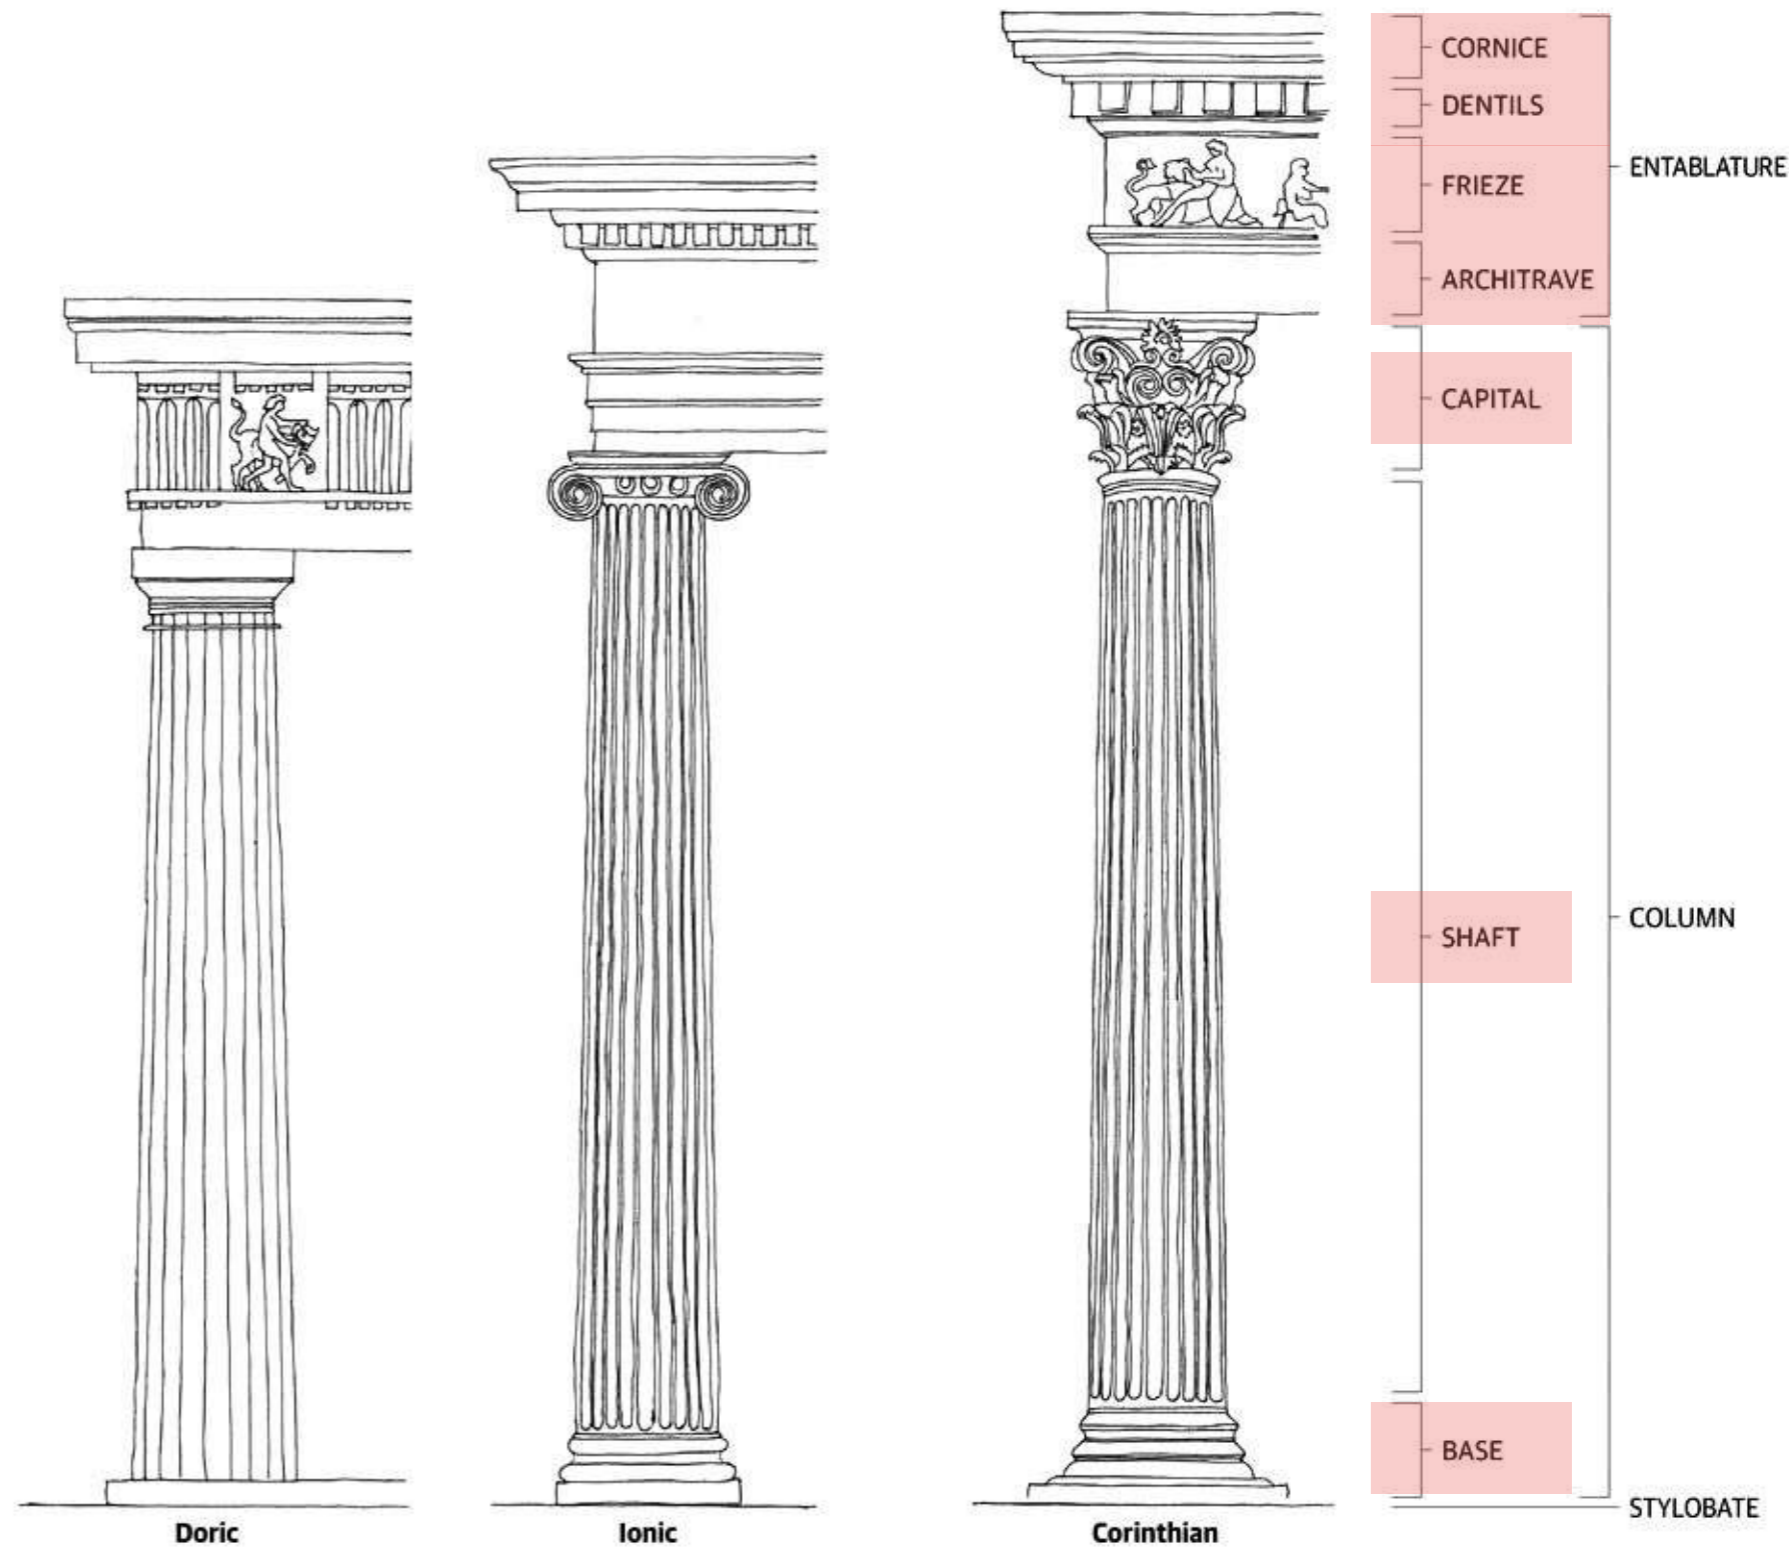 CORNICE
DENTILS
ENTABLATURE
FRIEZE
ARCHITRAVE
CAPITAL
COLUMN
SHAFT
BASE
STYLOBATE
Doric
Ionic
Corinthian